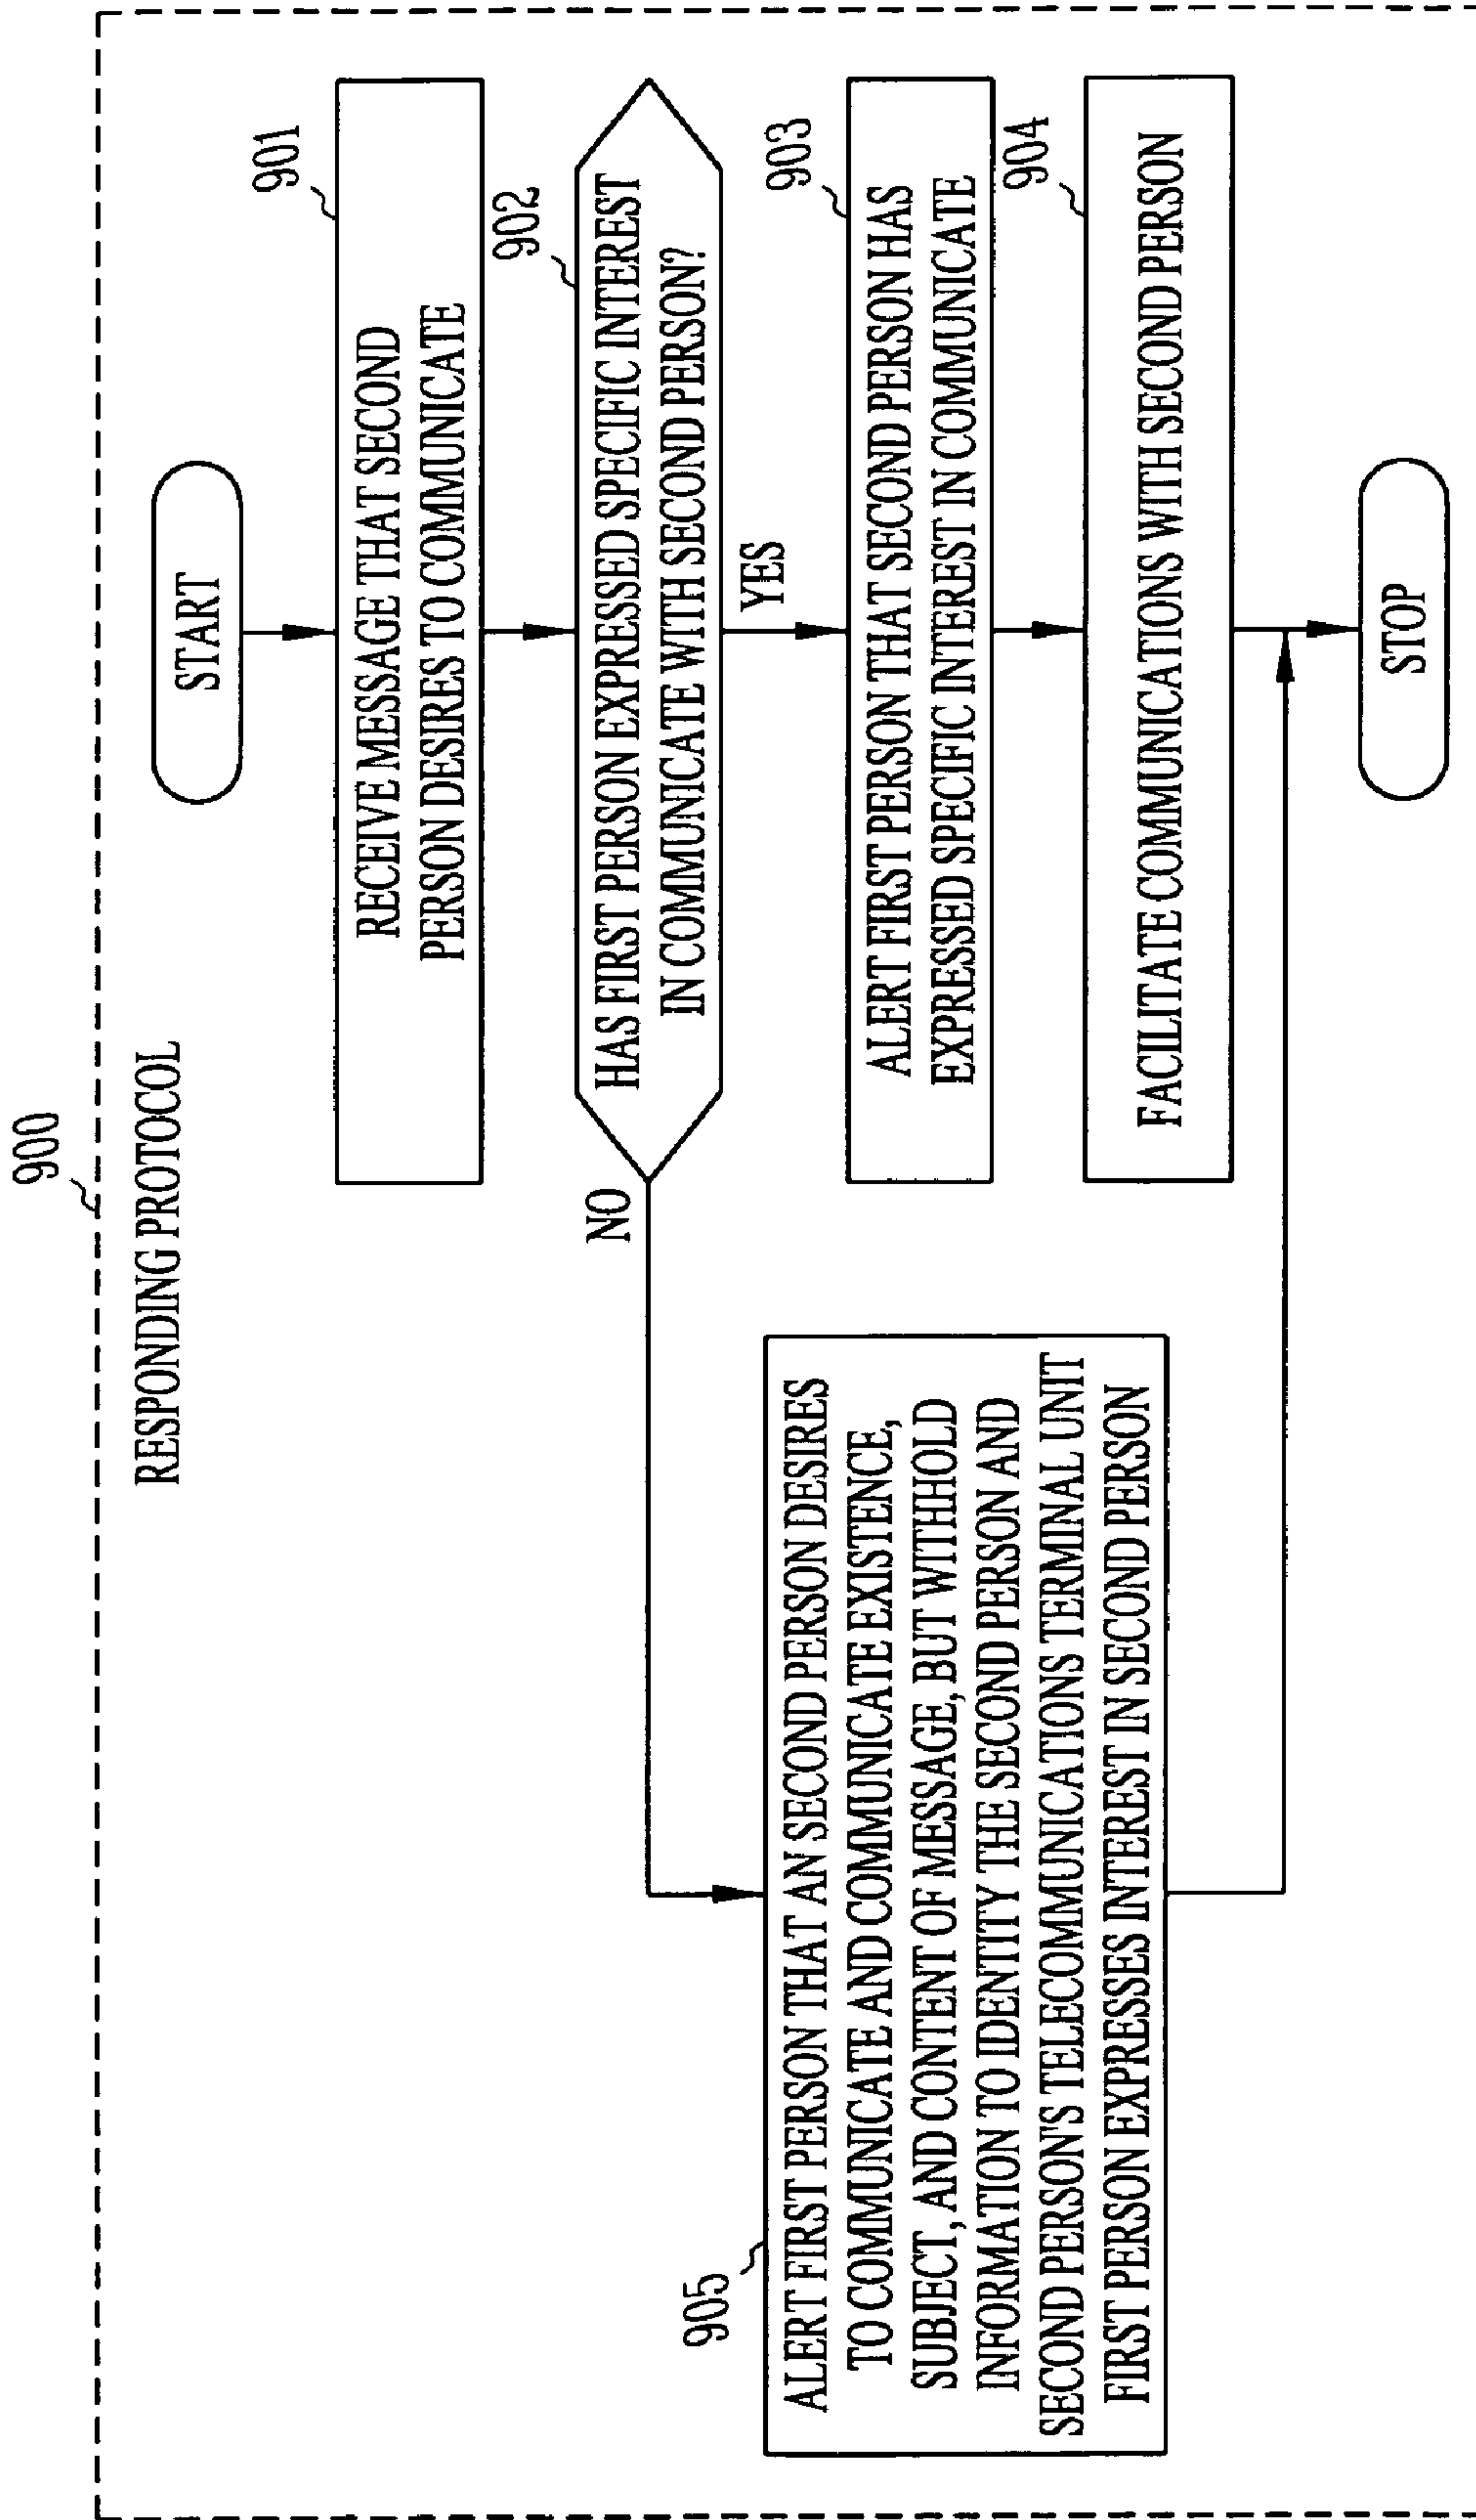 900
RESPONDING PROTOCOL
START
901
RECEIVE MESSAGE THAT SECOND
PERSON DESIRES TO COMMUNICATE
902
HAS FIRST PERSON EXPRESSED SPECIFIC INTEREST
IN COMMUNICATE WITH SECOND PERSON?
NO
YES
903
ALERT FIRST PERSON THAT SECOND PERSON HAS
EXPRESSED SPECIFIC INTEREST IN COMMUNICATE
904
FACILITATE COMMUNICATIONS WITH SECOND PERSON
905
ALERT FIRST PERSON THAT AN SECOND PERSON DESIRES
TO COMMUNICATE AND COMMUNICATE EXISTENCE,
SUBJECT, AND CONTENT OF MESSAGE, BUT WITHHOLD
INFORMATION TO IDENTITY THE SECOND PERSON AND
SECOND PERSON'S TELECOMMUNICATIONS TERMINAL UNIT
FIRST PERSON EXPRESSES INTEREST IN SECOND PERSON
STOP